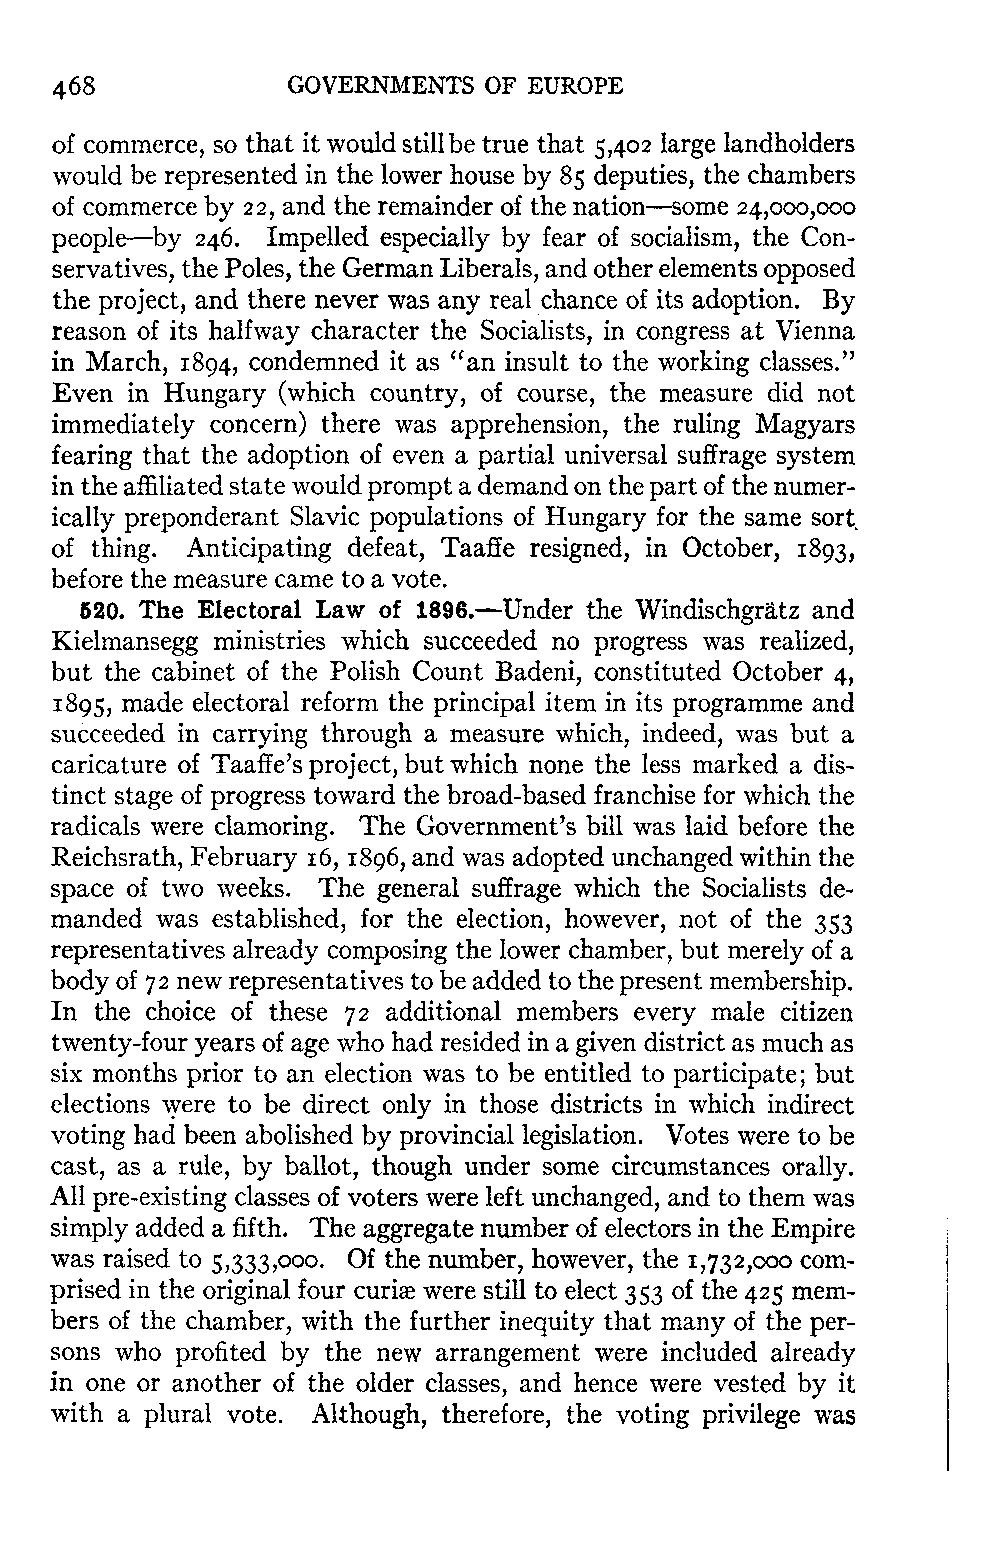 468 GOVERNMENTS OF EUROPE
of commerce, so that it would still be true that 5,402 large landholders
would be represented in the lower house by 85 deputies, the chambers
of commerce by 22, and the remainder of the nation—some 24,000,000
people—by 246. Impelled especially by fear of socialism, the Con-
servatives, the Poles, the German Liberals, and other elements opposed
the project, and there never was any real chance of its adoption. By
reason of its halfway character the Socialists, in congress at Vienna
in March, 1894, condemned it as “an insult to the working classes.”
Even in Hungary (which country, of course, the measure did not
immediately concern) there was apprehension, the ruling Magyars
fearing that the adoption of even a partial universal suffrage system
in the affiliated state would prompt a demand on the part of the numer-
ically preponderant Slavic populations of Hungary for the same sort
of thing. Anticipating defeat, Taaffe resigned, in October, 1893,
before the measure came to a vote.
520. The Electoral Law of 1896.—Under the Windischgrätz and
Kielmansegg ministries which succeeded no progress was realized,
but the cabinet of the Polish Count Badeni, constituted October 4,
1895, made electoral reform the principal item in its programme and
succeeded in carrying through a measure which, indeed, was but a
caricature of Taaffe’s project, but which none the less marked a dis-
tinct stage of progress toward the broad-based franchise for which the
radicals were clamoring. The Government’s bill was laid before the
Reichsrath, February 16, 1896, and was adopted unchanged within the
space of two weeks. The general suffrage which the Socialists de-
manded was established, for the election, however, not of the 353
representatives already composing the lower chamber, but merely of a
body of 72 new representatives to be added to the present membership.
In the choice of these 72 additional members every male citizen
twenty-four years of age who had resided in a given district as much as
six months prior to an election was to be entitled to participate; but
elections were to be direct only in those districts in which indirect
voting had been abolished by provincial legislation. Votes were to be
cast, as a rule, by ballot, though under some circumstances orally.
All pre-existing classes of voters were left unchanged, and to them was
simply added a fifth. The aggregate number of electors in the Empire
was raised to 5,333,000. Of the number, however, the 1,732,000 com-
prised in the original four curiæ were still to elect 353 of the 425 mem-
bers of the chamber, with the further inequity that many of the per-
sons who profited by the new arrangement were included already
in one or another of the older classes, and hence were vested by it
with a plural vote. Although, therefore, the voting privilege was